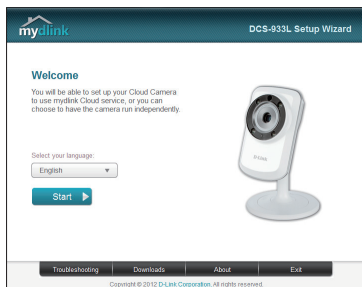 mydlink
DCS-933L Setup Wizard
Welcome
You will be able to set up your Cloud Camera
to use mydlink Cloud service, or you can
choose to have the camera run independently.
Select your language:
English
Start
D-Link
Troubleshooting Downloads About Exit
Copyright © 2012 D-Link Corporation. All rights reserved.